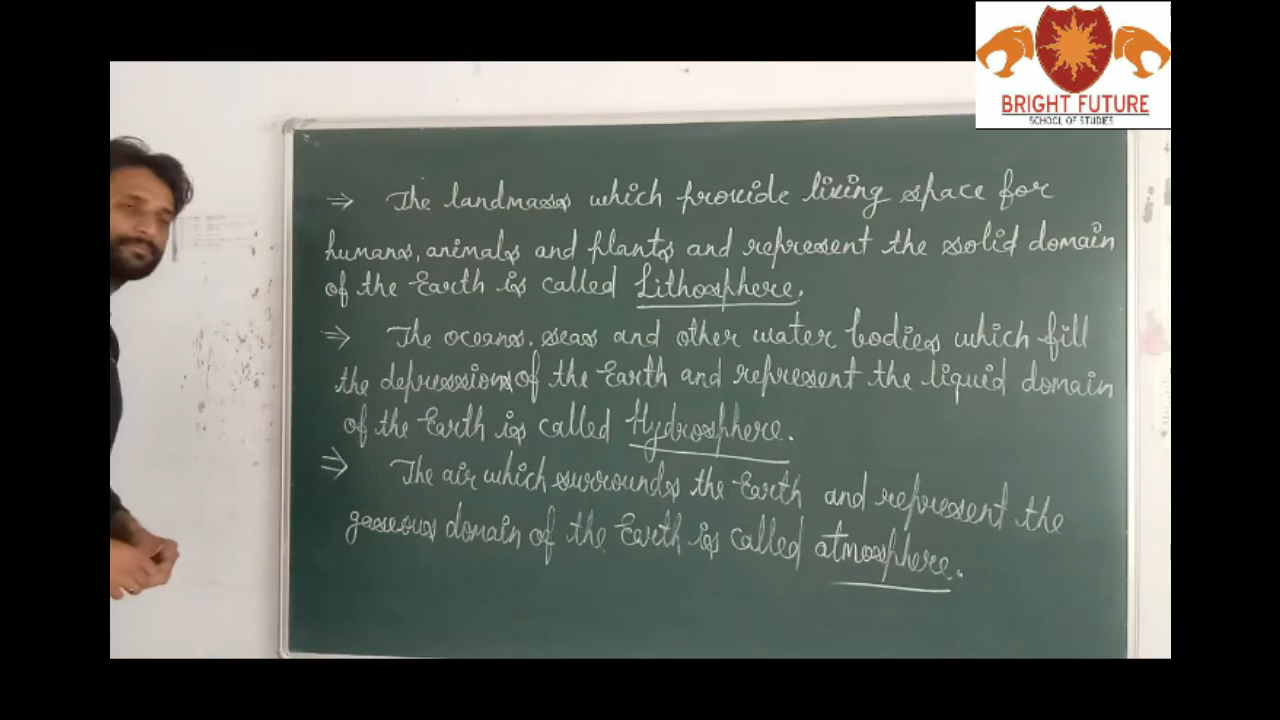 BRIGHT FUTURE
SCHOOL OF STUDIES
⇒ The landmass which provide living space for
humans, animals and plants and represent the solid domain
of the Earth is called Lithosphere.
⇒ The oceans, seas and other water bodies which fill
the depressions of the Earth and represent the liquid domain
of the Earth is called Hydrosphere.
⇒ The air which surrounds the Earth and represent the
gaseous domain of the Earth is called atmosphere.